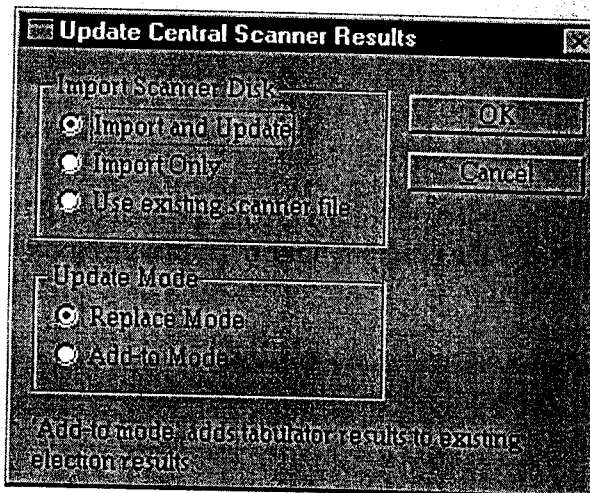 Update Central Scanner Results
Import Scanner Disk
Import and Update
Import Only
Use existing scanner file
OK
Cancel
Update Mode
Replace Mode
Add-to Mode
'Add-to mode' adds tabulator results to existing
election results